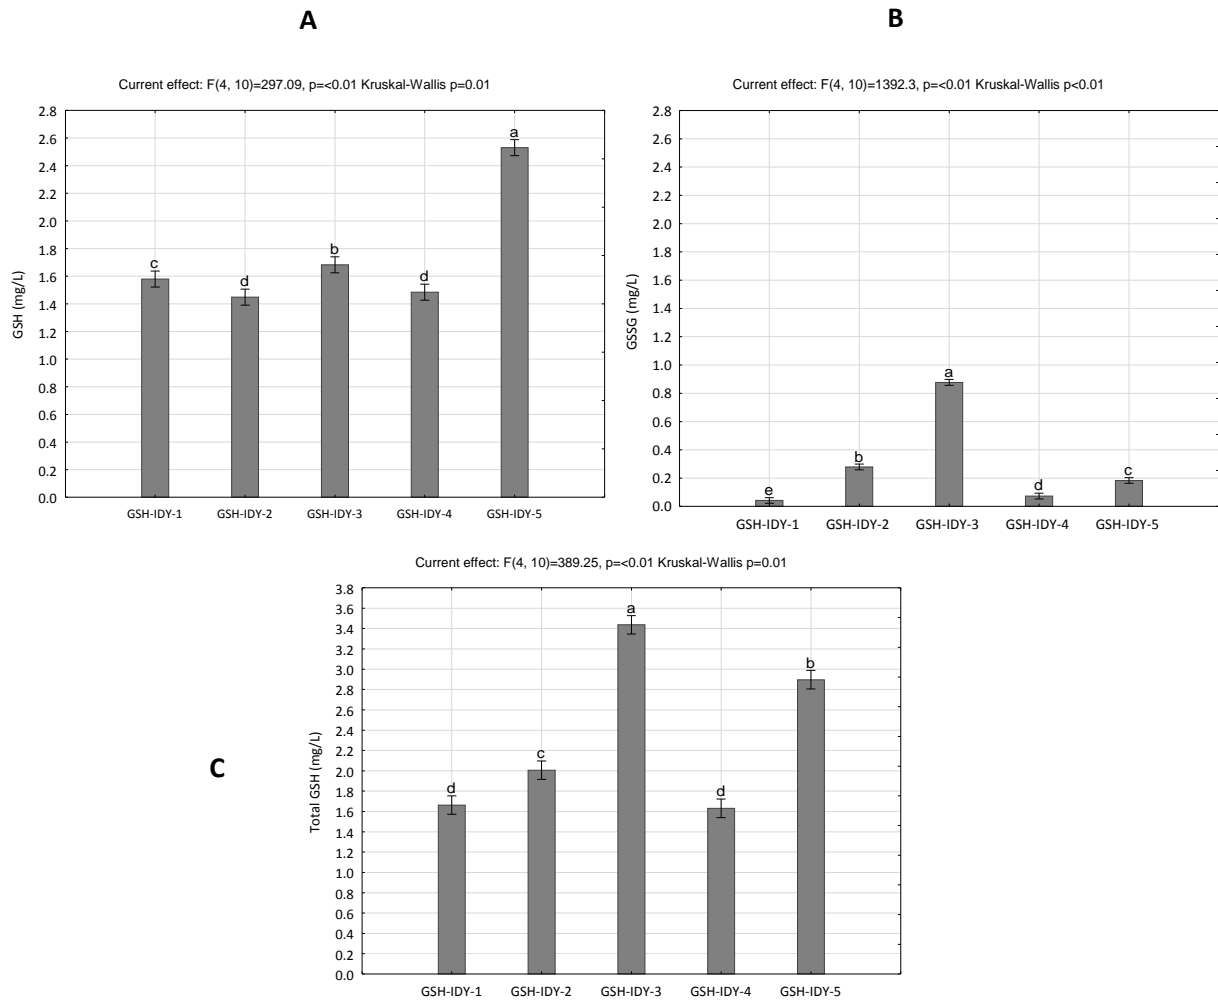 A
B
Current effect: F(4, 10)=297.09, p=<0.01 Kruskal-Wallis p=0.01
2.8
2.6
2.4
2.2
2.0
1.8
1.6
1.4
1.2
1.0
0.8
0.6
0.4
0.2
0.0
GSH (mg/L)
c
d
b
d
a
GSH-IDY-1 GSH-IDY-2 GSH-IDY-3 GSH-IDY-4 GSH-IDY-5
Current effect: F(4, 10)=1392.3, p=<0.01 Kruskal-Wallis p<0.01
2.8
2.6
2.4
2.2
2.0
1.8
1.6
1.4
1.2
1.0
0.8
0.6
0.4
0.2
0.0
GSSG (mg/L)
e
b
a
d
c
GSH-IDY-1 GSH-IDY-2 GSH-IDY-3 GSH-IDY-4 GSH-IDY-5
C
Current effect: F(4, 10)=389.25, p=<0.01 Kruskal-Wallis p=0.01
3.8
3.6
3.4
3.2
3.0
2.8
2.6
2.4
2.2
2.0
1.8
1.6
1.4
1.2
1.0
0.8
0.6
0.4
0.2
0.0
Total GSH (mg/L)
d
c
a
d
b
GSH-IDY-1 GSH-IDY-2 GSH-IDY-3 GSH-IDY-4 GSH-IDY-5